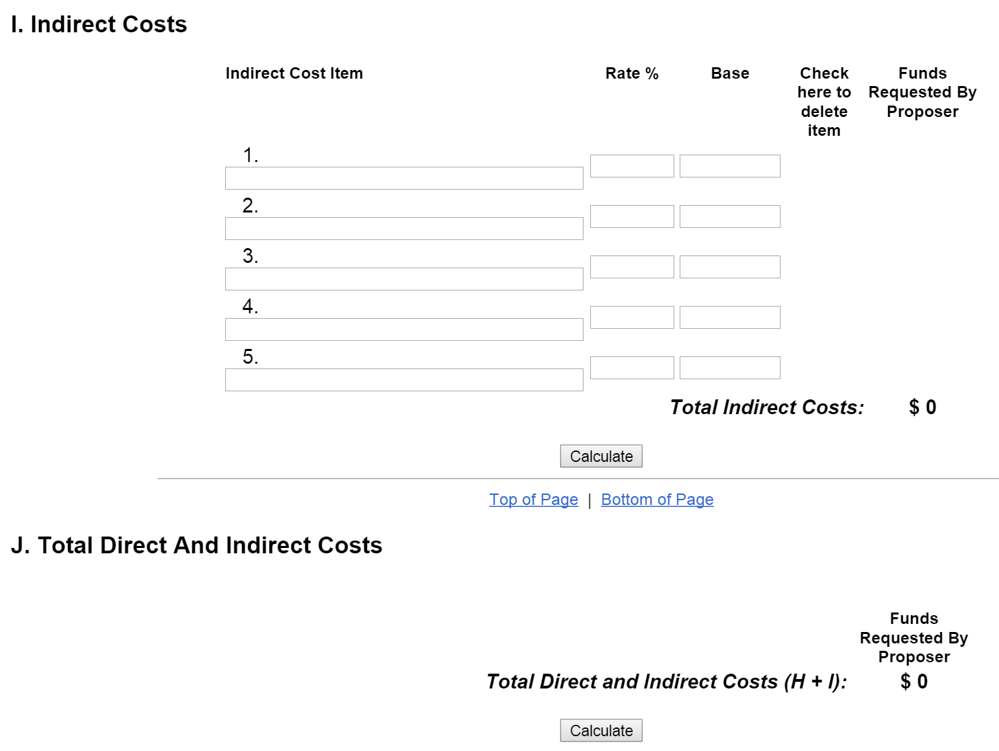 I. Indirect Costs
Indirect Cost Item Rate % Base Check Funds
here to Requested By
delete Proposer
item
1.
2.
3.
4.
5.
Total Indirect Costs: $ 0
Calculate
Top of Page | Bottom of Page
J. Total Direct And Indirect Costs
Funds
Requested By
Proposer
Total Direct and Indirect Costs (H + I): $ 0
Calculate